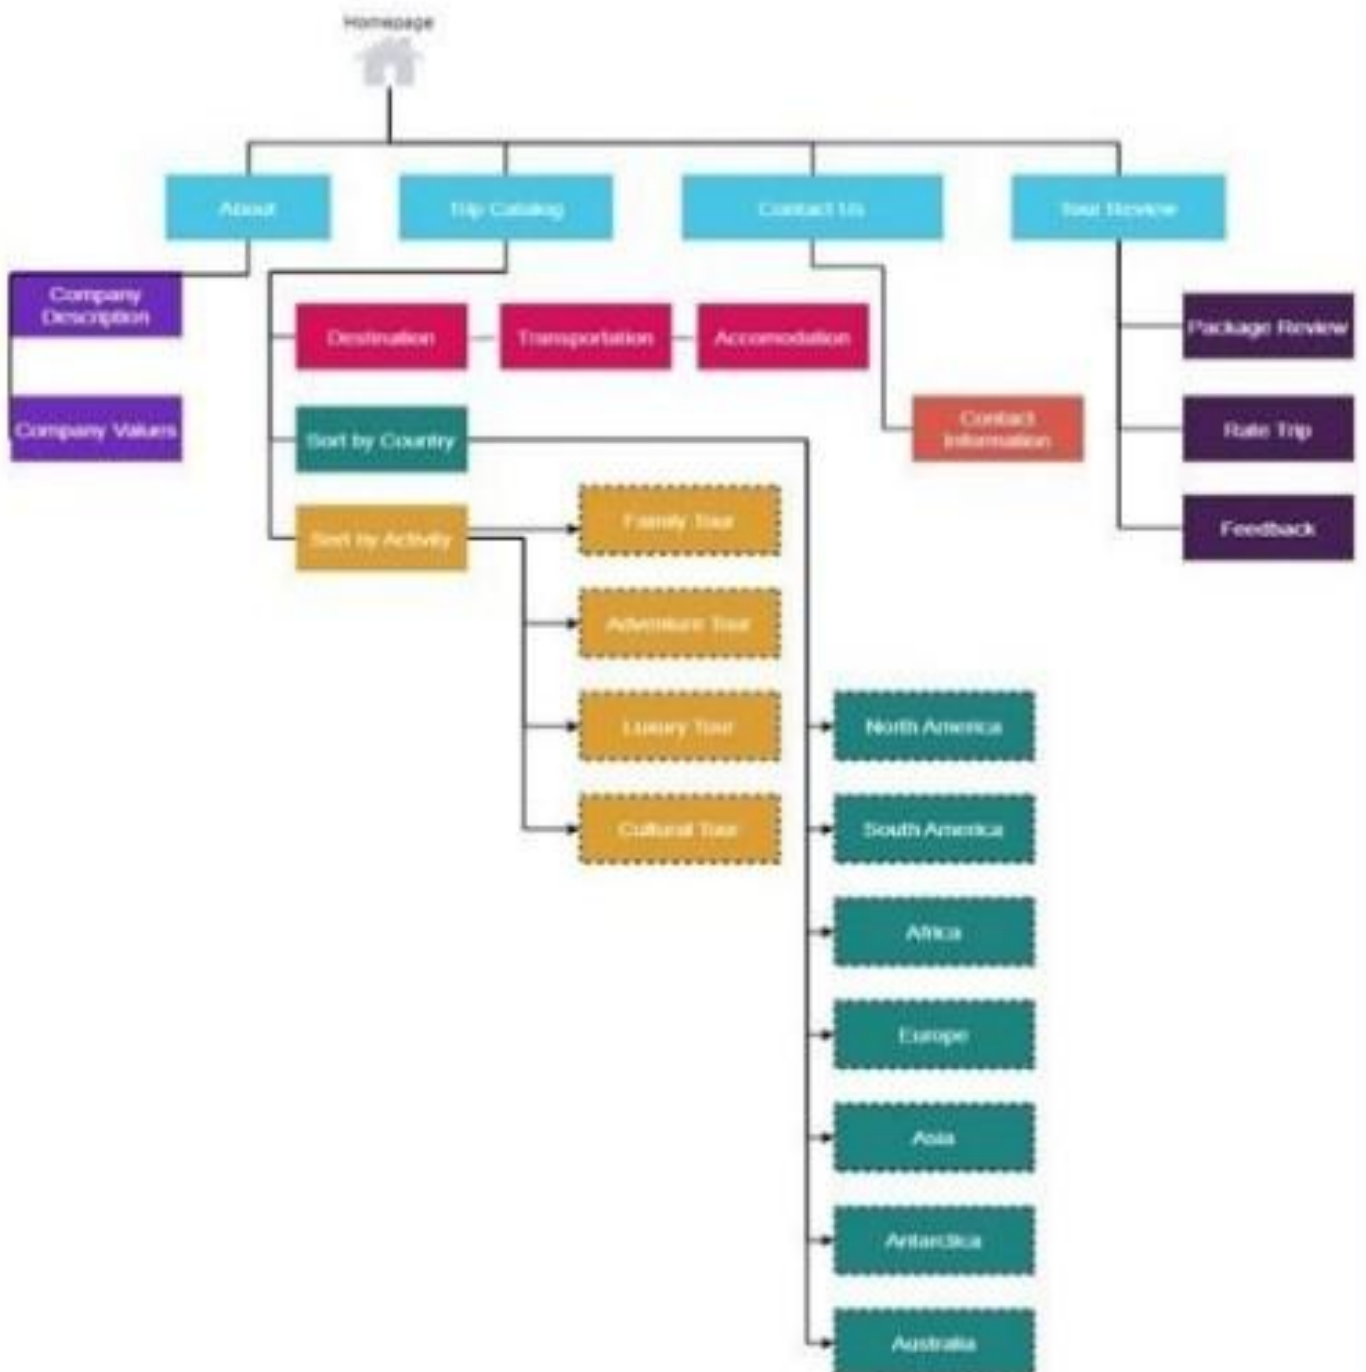 Homepage
About
Trip Catalog
Contact Us
Tour Review
Company
Description
Company Values
Destination
Transportation
Accomodation
Sort by Country
Sort by Activity
Contact
Information
Package Review
Rate Trip
Feedback
Family Tour
Adventure Tour
Luxury Tour
Cultural Tour
North America
South America
Africa
Europe
Asia
Antarctica
Australia